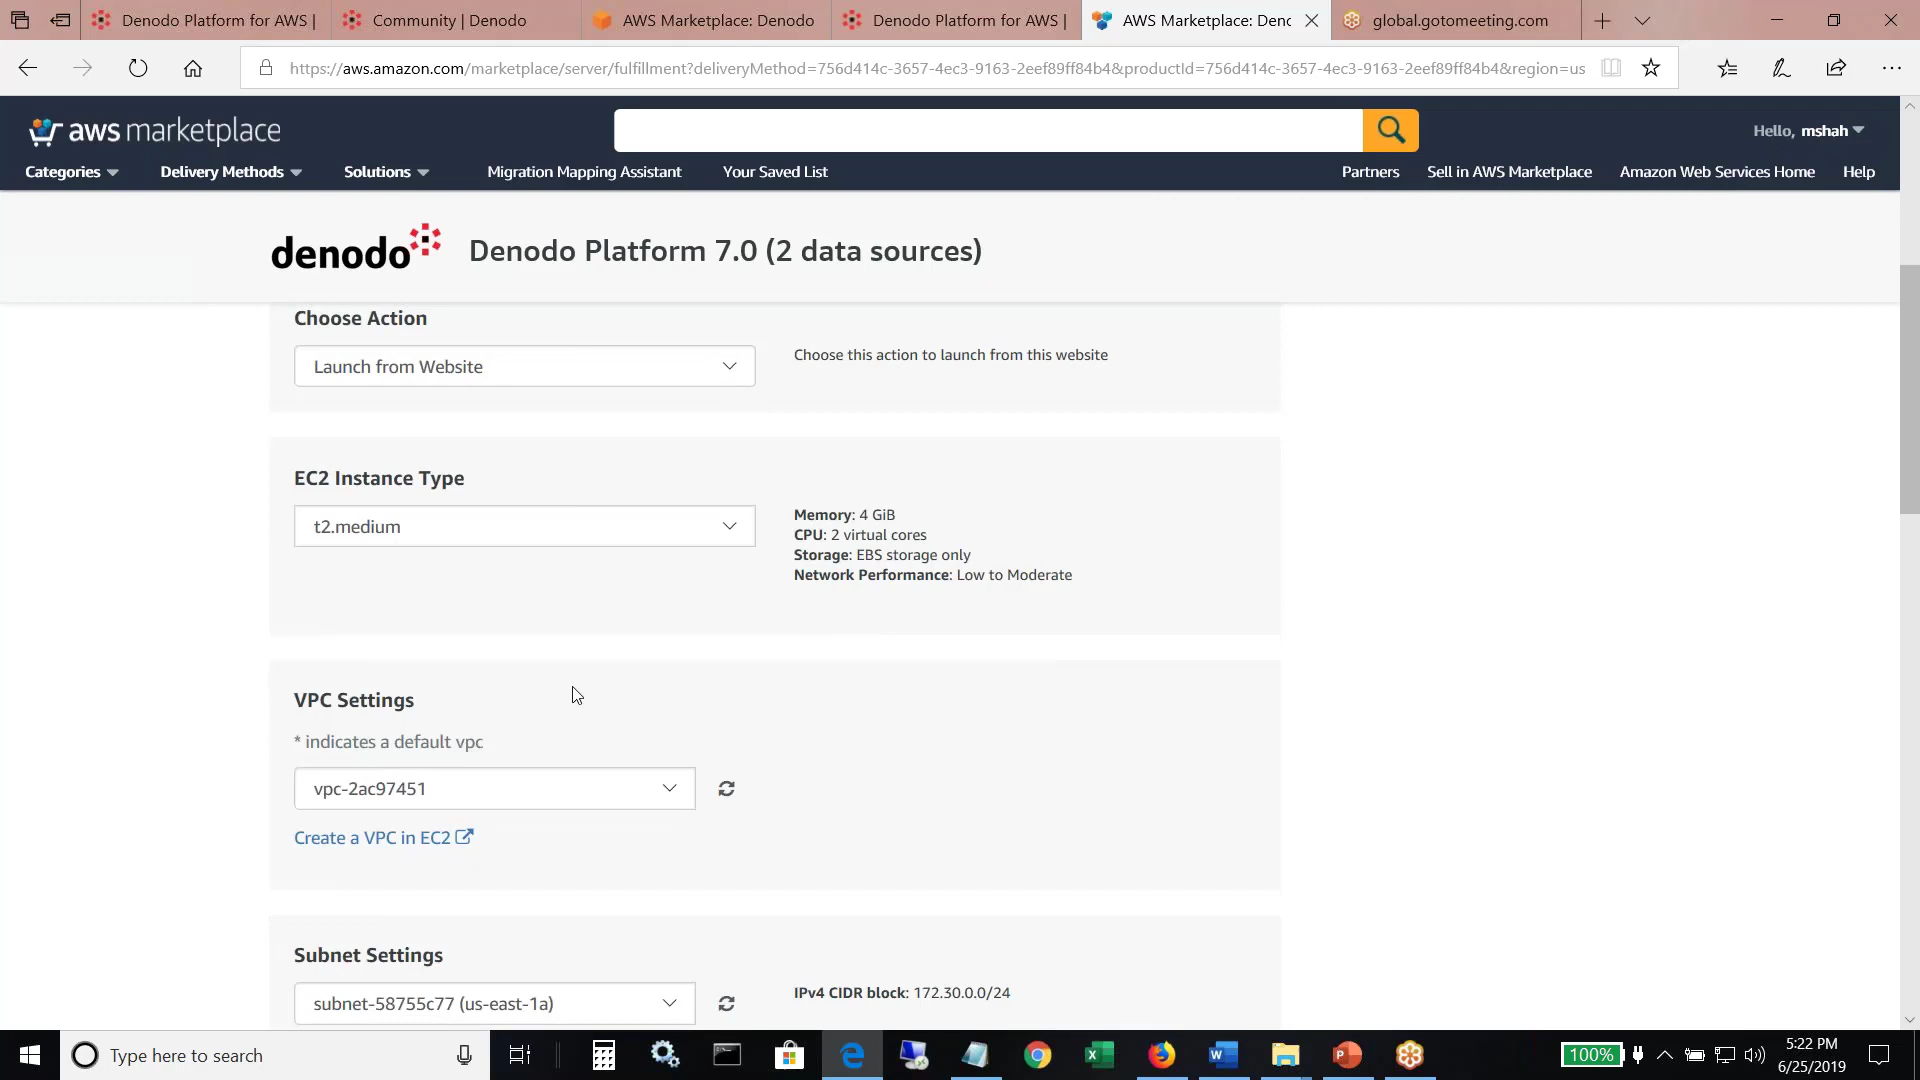 Denodo Platform for AWS |
Community | Denodo
AWS Marketplace: Denodo
Denodo Platform for AWS |
AWS Marketplace: Denc
global.gotomeeting.com
https://aws.amazon.com/marketplace/server/fulfillment?deliveryMethod=756d414c-3657-4ec3-9163-2eef89ff84b4&productId=756d414c-3657-4ec3-9163-2eef89ff84b4&region=us
aws marketplace
Hello, mshah
Categories
Delivery Methods
Solutions
Migration Mapping Assistant
Your Saved List
Partners
Sell in AWS Marketplace
Amazon Web Services Home
Help
denodo
Denodo Platform 7.0 (2 data sources)
Choose Action
Launch from Website
Choose this action to launch from this website
EC2 Instance Type
t2.medium
Memory: 4 GiB
CPU: 2 virtual cores
Storage: EBS storage only
Network Performance: Low to Moderate
VPC Settings
* indicates a default vpc
vpc-2ac97451
Create a VPC in EC2
Subnet Settings
subnet-58755c77 (us-east-1a)
IPv4 CIDR block: 172.30.0.0/24
Type here to search
100%
5:22 PM
6/25/2019